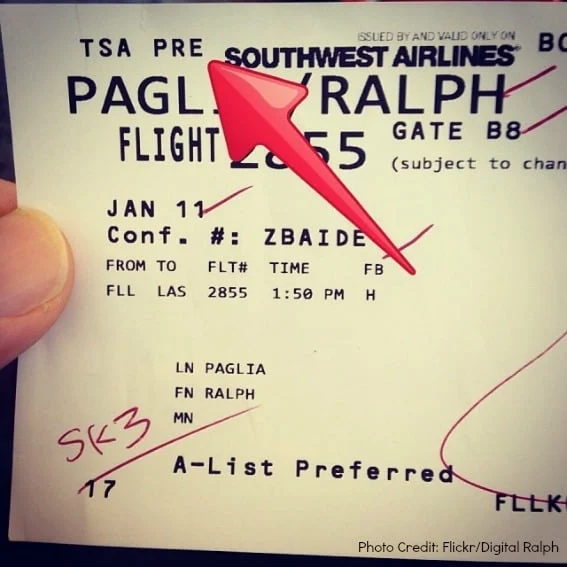 ISSUED BY AND VALID ONLY ON
TSA PRE SOUTHWEST AIRLINES BO
PAGL /RALPH
FLIGHT 2855 GATE B8
(subject to chan
JAN 11
Conf. #: ZBAIDE
FROM TO FLT# TIME FB
FLL LAS 2855 1:50 PM H
LN PAGLIA
FN RALPH
MN
SK3
A-List Preferred
17
FLLK
Photo Credit: Flickr/Digital Ralph